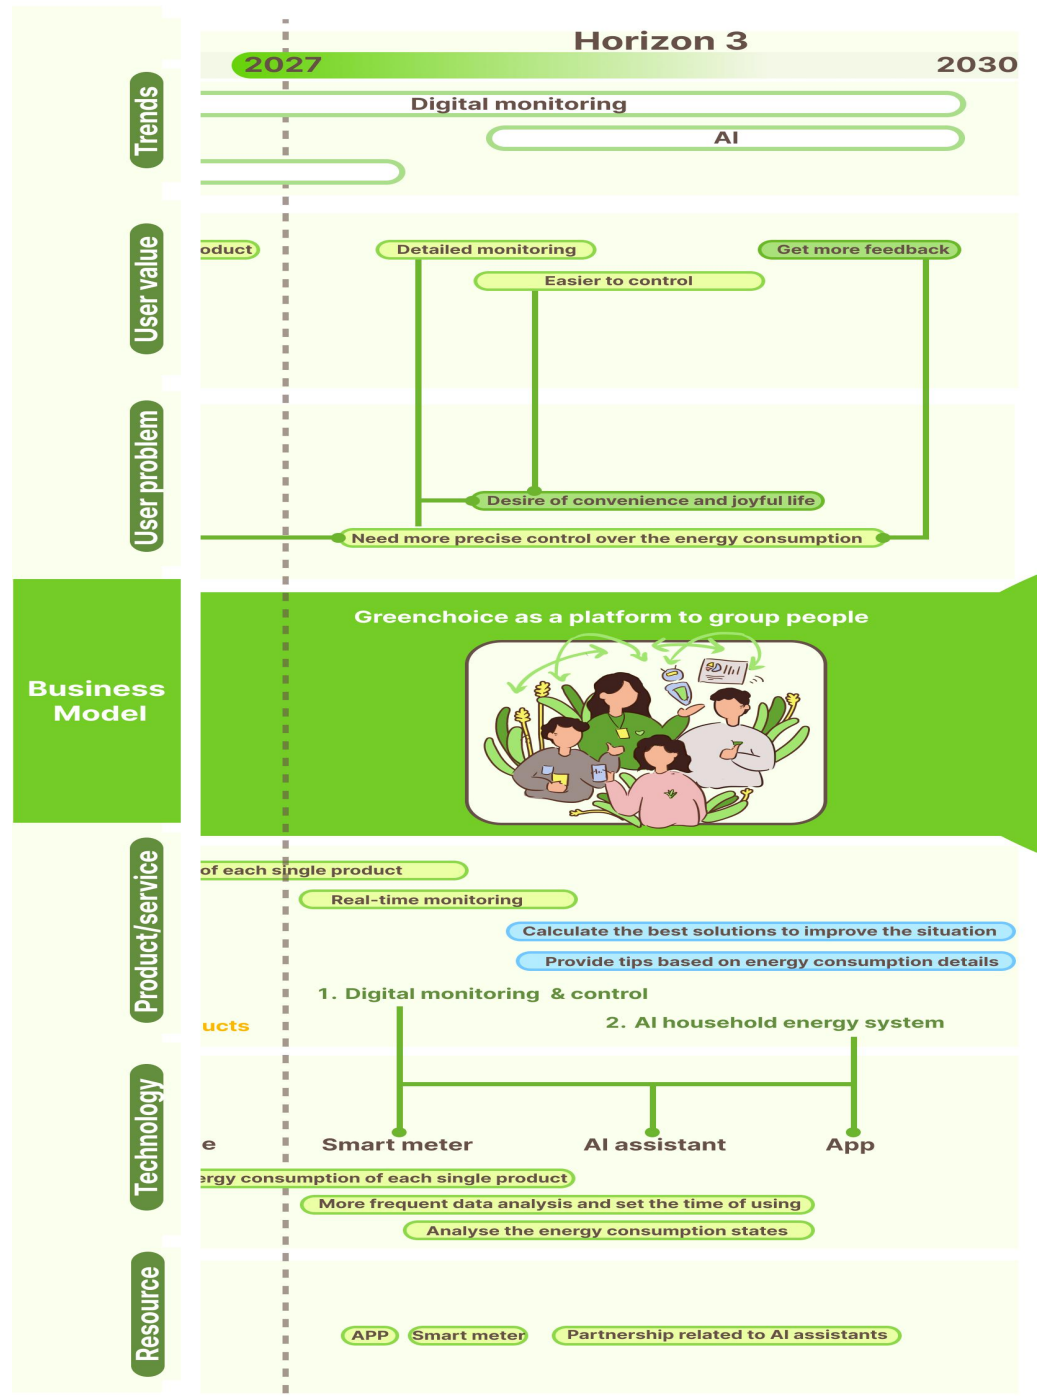 Horizon 3
2027
2030
Trends
Digital monitoring
AI
User value
oduct
Detailed monitoring
Get more feedback
Easier to control
User problem
Desire of convenience and joyful life
Need more precise control over the energy consumption
Business
Model
Greenchoice as a platform to group people
Product/service
of each single product
Real-time monitoring
Calculate the best solutions to improve the situation
Provide tips based on energy consumption details
1. Digital monitoring & control
ucts
2. AI household energy system
Technology
e
Smart meter
AI assistant
App
ergy consumption of each single product
More frequent data analysis and set the time of using
Analyse the energy consumption states
Resource
APP
Smart meter
Partnership related to AI assistants